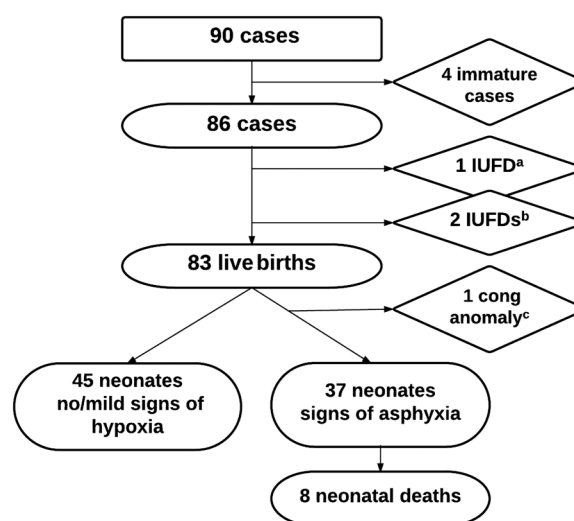 90 cases
4 immature
cases
86 cases
1 IUFDᵃ
2 IUFDsᵇ
83 live births
1 cong
anomalyᶜ
45 neonates
no/mild signs of
hypoxia
37 neonates
signs of asphyxia
8 neonatal deaths